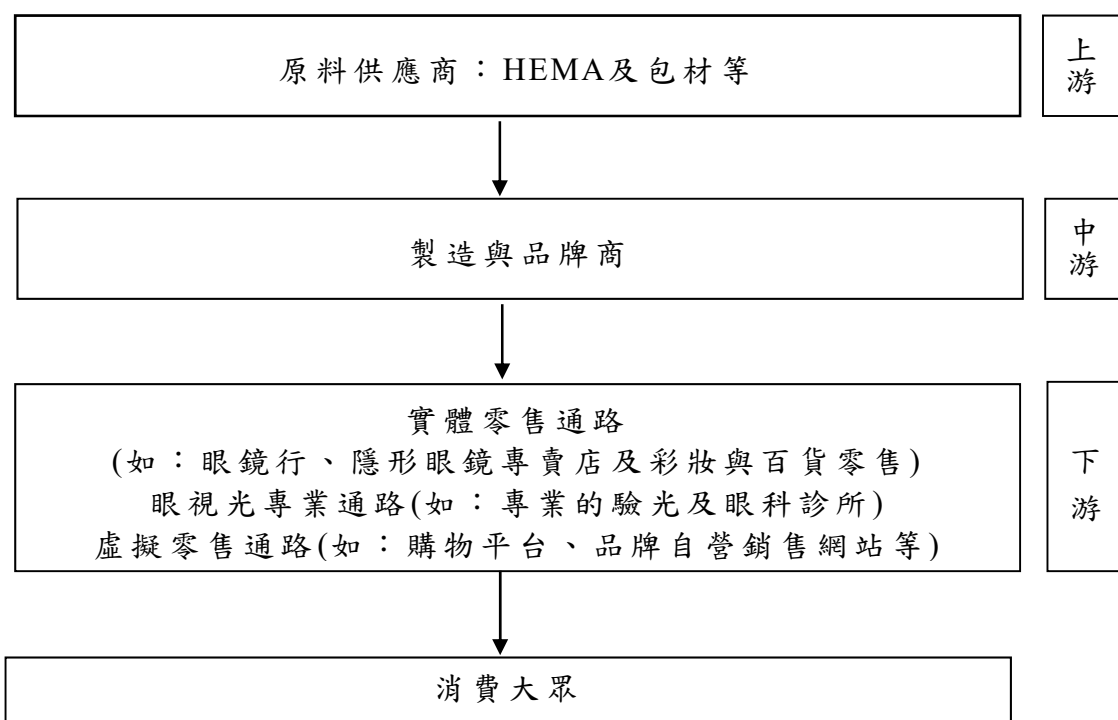 原料供應商：HEMA及包材等
上游
製造與品牌商
中游
實體零售通路
(如：眼鏡行、隱形眼鏡專賣店及彩妝與百貨零售)
眼視光專業通路(如：專業的驗光及眼科診所)
虛擬零售通路(如：購物平台、品牌自營銷售網站等)
下游
消費大眾